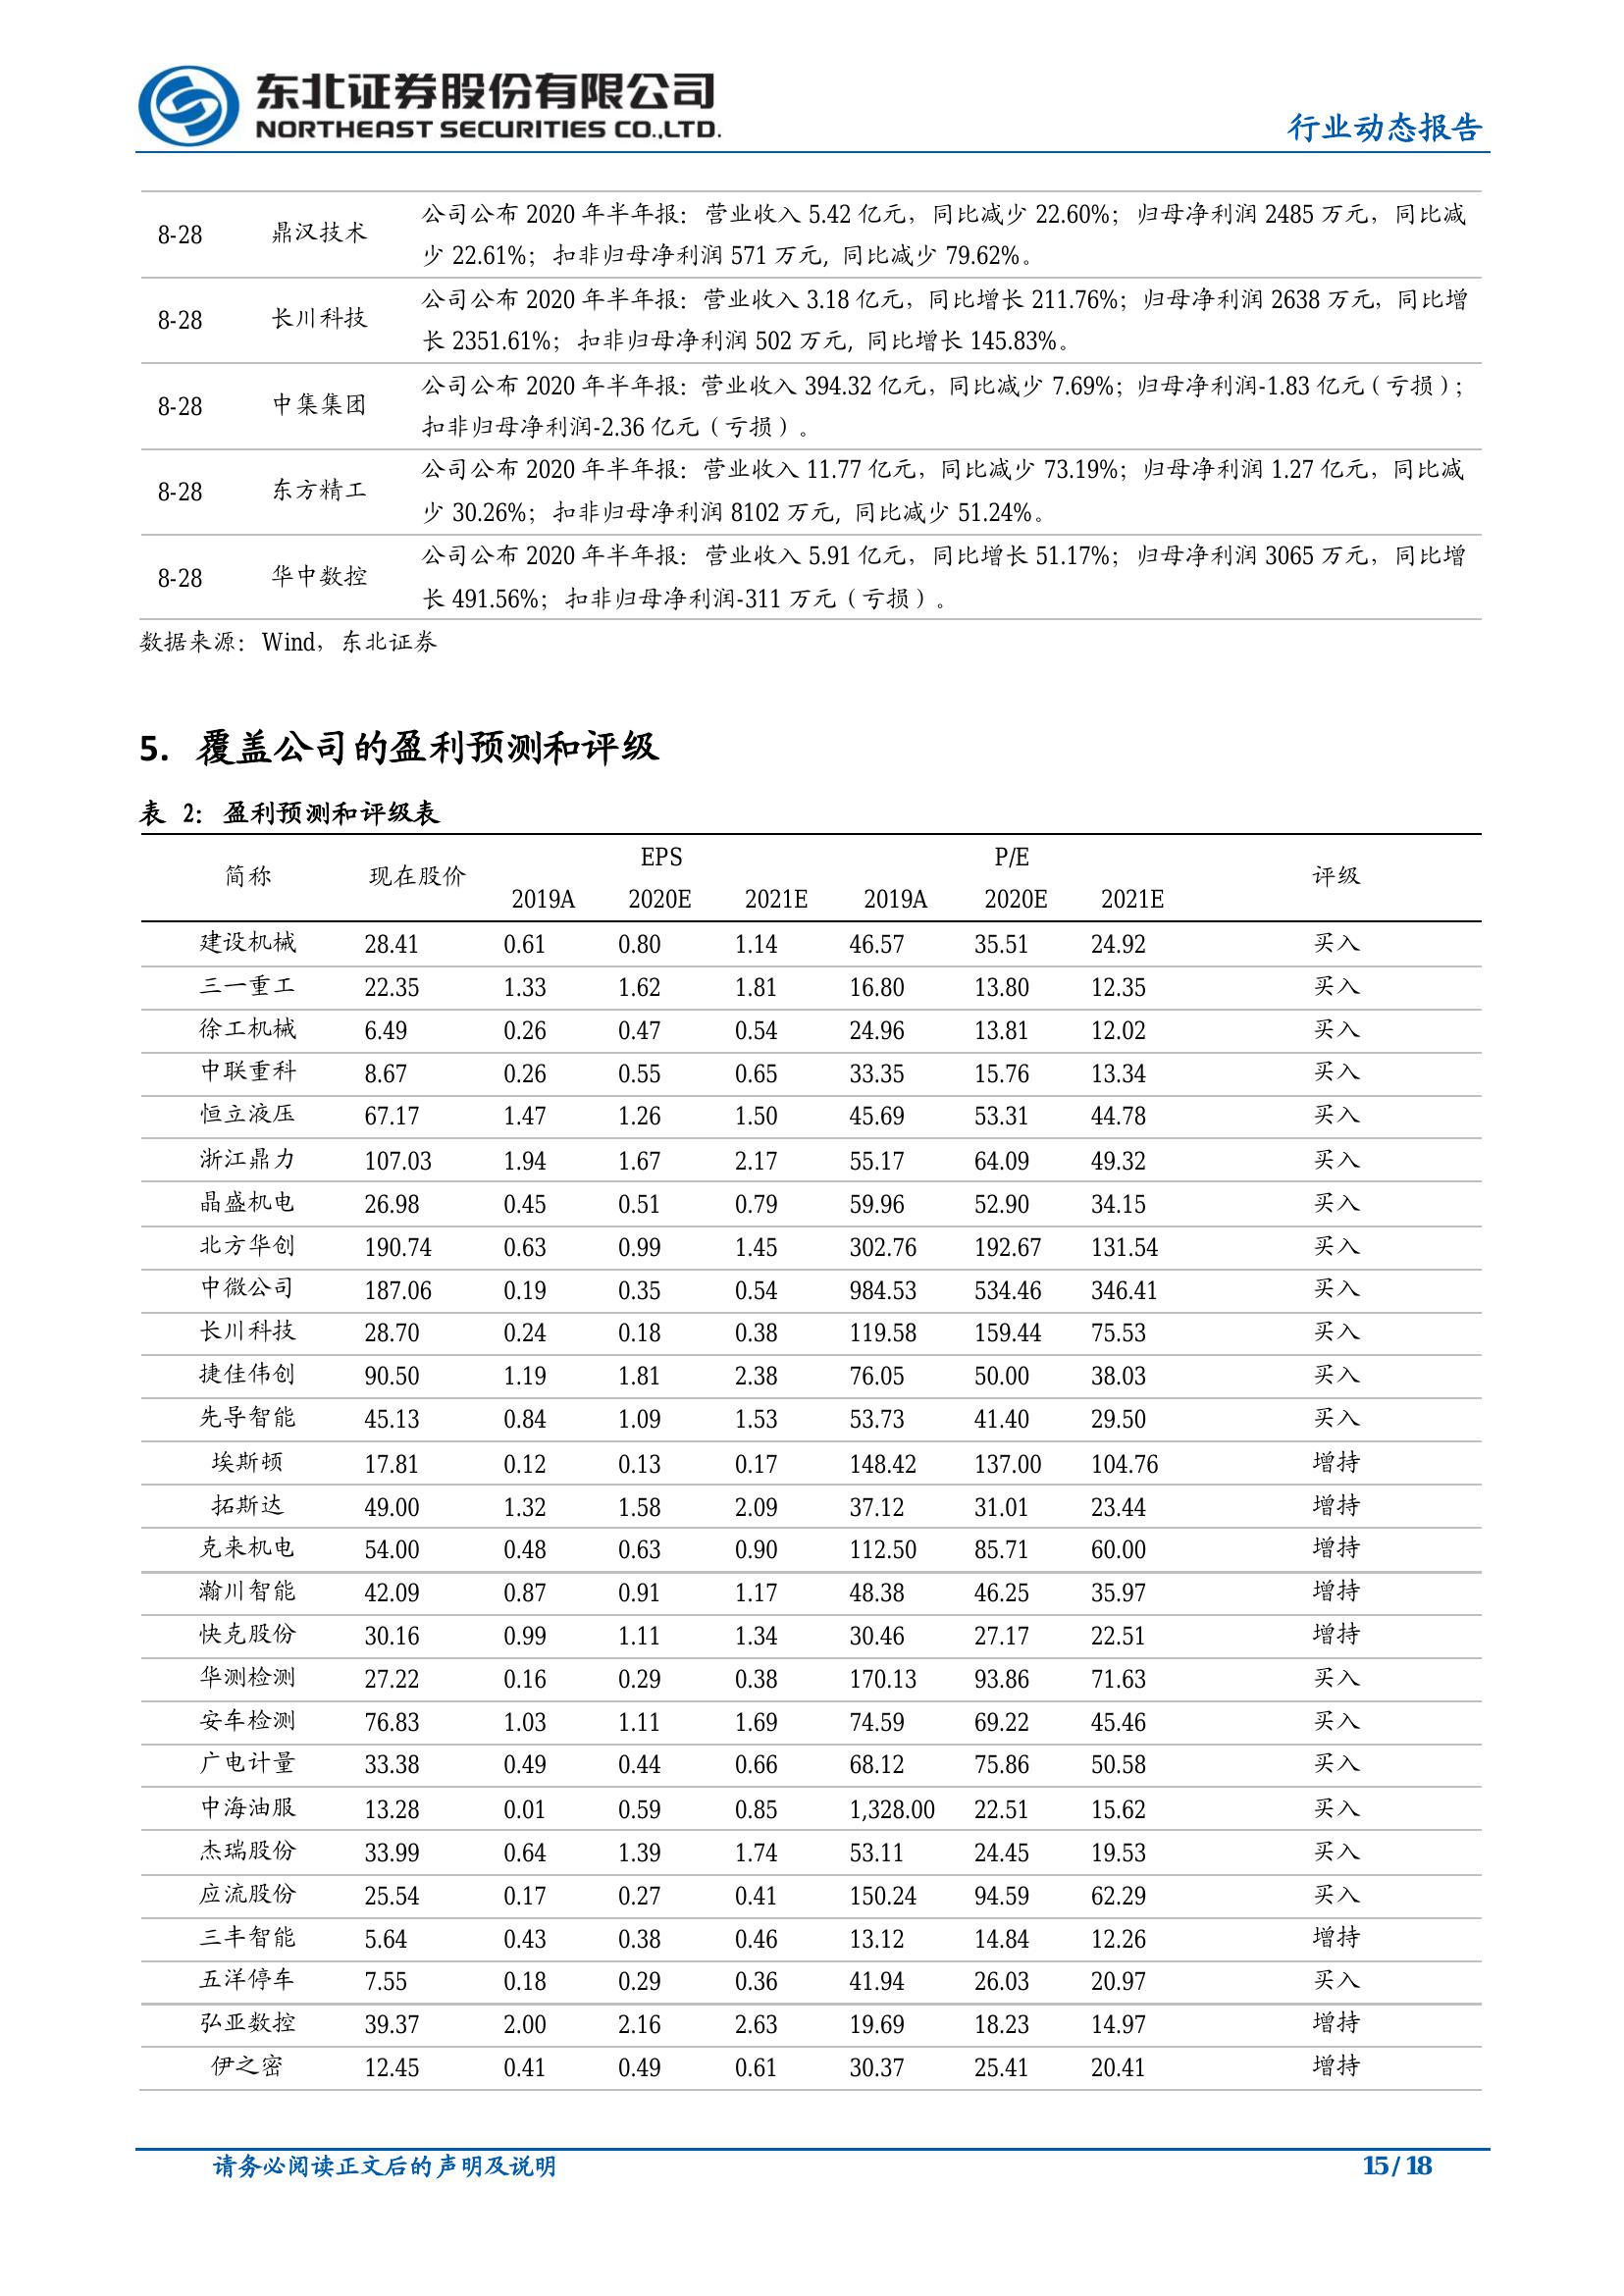 东北证券股份有限公司
NORTHEAST SECURITIES CO.,LTD.
行业动态报告
8-28 鼎汉技术 公司公布 2020 年半年报：营业收入 5.42 亿元，同比减少 22.60%；归母净利润 2485 万元，同比减
少 22.61%；扣非归母净利润 571 万元, 同比减少 79.62%。
8-28 长川科技 公司公布 2020 年半年报：营业收入 3.18 亿元，同比增长 211.76%；归母净利润 2638 万元，同比增
长 2351.61%；扣非归母净利润 502 万元, 同比增长 145.83%。
8-28 中集集团 公司公布 2020 年半年报：营业收入 394.32 亿元，同比减少 7.69%；归母净利润-1.83 亿元（亏损）；
扣非归母净利润-2.36 亿元（亏损）。
8-28 东方精工 公司公布 2020 年半年报：营业收入 11.77 亿元，同比减少 73.19%；归母净利润 1.27 亿元，同比减
少 30.26%；扣非归母净利润 8102 万元, 同比减少 51.24%。
8-28 华中数控 公司公布 2020 年半年报：营业收入 5.91 亿元，同比增长 51.17%；归母净利润 3065 万元，同比增
长 491.56%；扣非归母净利润-311 万元（亏损）。
数据来源：Wind，东北证券
5. 覆盖公司的盈利预测和评级
表 2：盈利预测和评级表
简称 现在股价 EPS P/E 评级
2019A 2020E 2021E 2019A 2020E 2021E
建设机械 28.41 0.61 0.80 1.14 46.57 35.51 24.92 买入
三一重工 22.35 1.33 1.62 1.81 16.80 13.80 12.35 买入
徐工机械 6.49 0.26 0.47 0.54 24.96 13.81 12.02 买入
中联重科 8.67 0.26 0.55 0.65 33.35 15.76 13.34 买入
恒立液压 67.17 1.47 1.26 1.50 45.69 53.31 44.78 买入
浙江鼎力 107.03 1.94 1.67 2.17 55.17 64.09 49.32 买入
晶盛机电 26.98 0.45 0.51 0.79 59.96 52.90 34.15 买入
北方华创 190.74 0.63 0.99 1.45 302.76 192.67 131.54 买入
中微公司 187.06 0.19 0.35 0.54 984.53 534.46 346.41 买入
长川科技 28.70 0.24 0.18 0.38 119.58 159.44 75.53 买入
捷佳伟创 90.50 1.19 1.81 2.38 76.05 50.00 38.03 买入
先导智能 45.13 0.84 1.09 1.53 53.73 41.40 29.50 买入
埃斯顿 17.81 0.12 0.13 0.17 148.42 137.00 104.76 增持
拓斯达 49.00 1.32 1.58 2.09 37.12 31.01 23.44 增持
克来机电 54.00 0.48 0.63 0.90 112.50 85.71 60.00 增持
瀚川智能 42.09 0.87 0.91 1.17 48.38 46.25 35.97 增持
快克股份 30.16 0.99 1.11 1.34 30.46 27.17 22.51 增持
华测检测 27.22 0.16 0.29 0.38 170.13 93.86 71.63 买入
安车检测 76.83 1.03 1.11 1.69 74.59 69.22 45.46 买入
广电计量 33.38 0.49 0.44 0.66 68.12 75.86 50.58 买入
中海油服 13.28 0.01 0.59 0.85 1,328.00 22.51 15.62 买入
杰瑞股份 33.99 0.64 1.39 1.74 53.11 24.45 19.53 买入
应流股份 25.54 0.17 0.27 0.41 150.24 94.59 62.29 买入
三丰智能 5.64 0.43 0.38 0.46 13.12 14.84 12.26 增持
五洋停车 7.55 0.18 0.29 0.36 41.94 26.03 20.97 买入
弘亚数控 39.37 2.00 2.16 2.63 19.69 18.23 14.97 增持
伊之密 12.45 0.41 0.49 0.61 30.37 25.41 20.41 增持
请务必阅读正文后的声明及说明 15 / 18